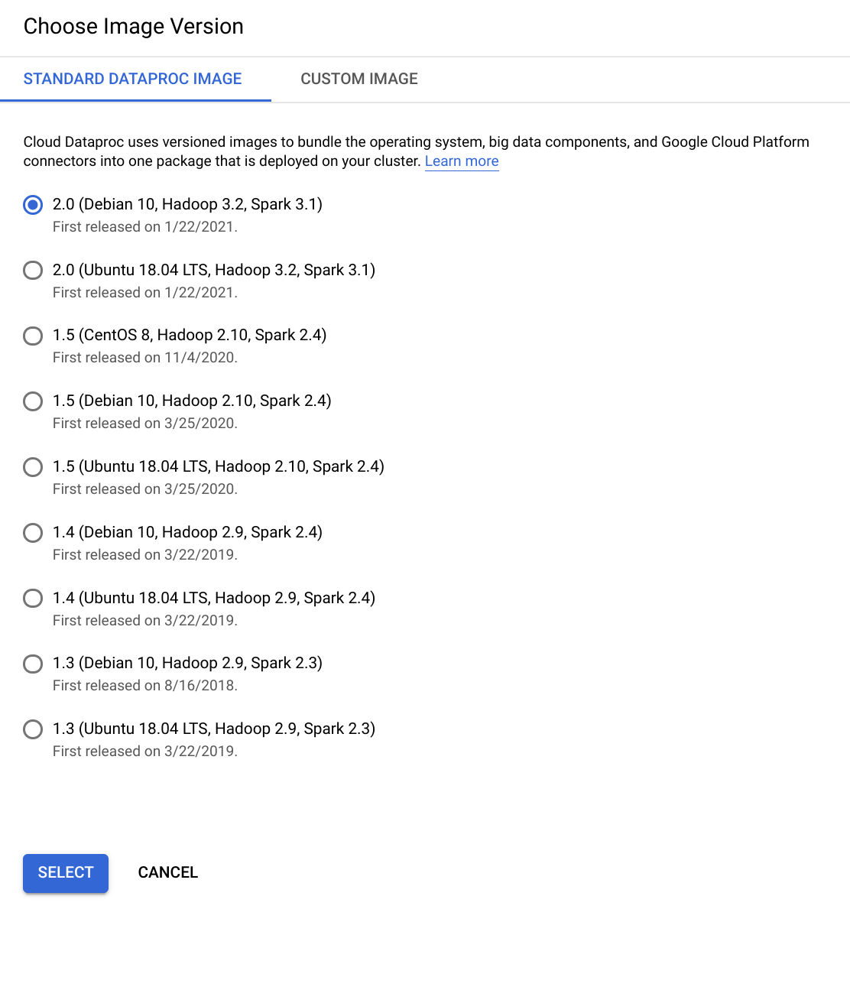 Choose Image Version
STANDARD DATAPROC IMAGE CUSTOM IMAGE
Cloud Dataproc uses versioned images to bundle the operating system, big data components, and Google Cloud Platform
connectors into one package that is deployed on your cluster. Learn more
2.0 (Debian 10, Hadoop 3.2, Spark 3.1)
First released on 1/22/2021.
2.0 (Ubuntu 18.04 LTS, Hadoop 3.2, Spark 3.1)
First released on 1/22/2021.
1.5 (CentOS 8, Hadoop 2.10, Spark 2.4)
First released on 11/4/2020.
1.5 (Debian 10, Hadoop 2.10, Spark 2.4)
First released on 3/25/2020.
1.5 (Ubuntu 18.04 LTS, Hadoop 2.10, Spark 2.4)
First released on 3/25/2020.
1.4 (Debian 10, Hadoop 2.9, Spark 2.4)
First released on 3/22/2019.
1.4 (Ubuntu 18.04 LTS, Hadoop 2.9, Spark 2.4)
First released on 3/22/2019.
1.3 (Debian 10, Hadoop 2.9, Spark 2.3)
First released on 8/16/2018.
1.3 (Ubuntu 18.04 LTS, Hadoop 2.9, Spark 2.3)
First released on 3/22/2019.
SELECT CANCEL